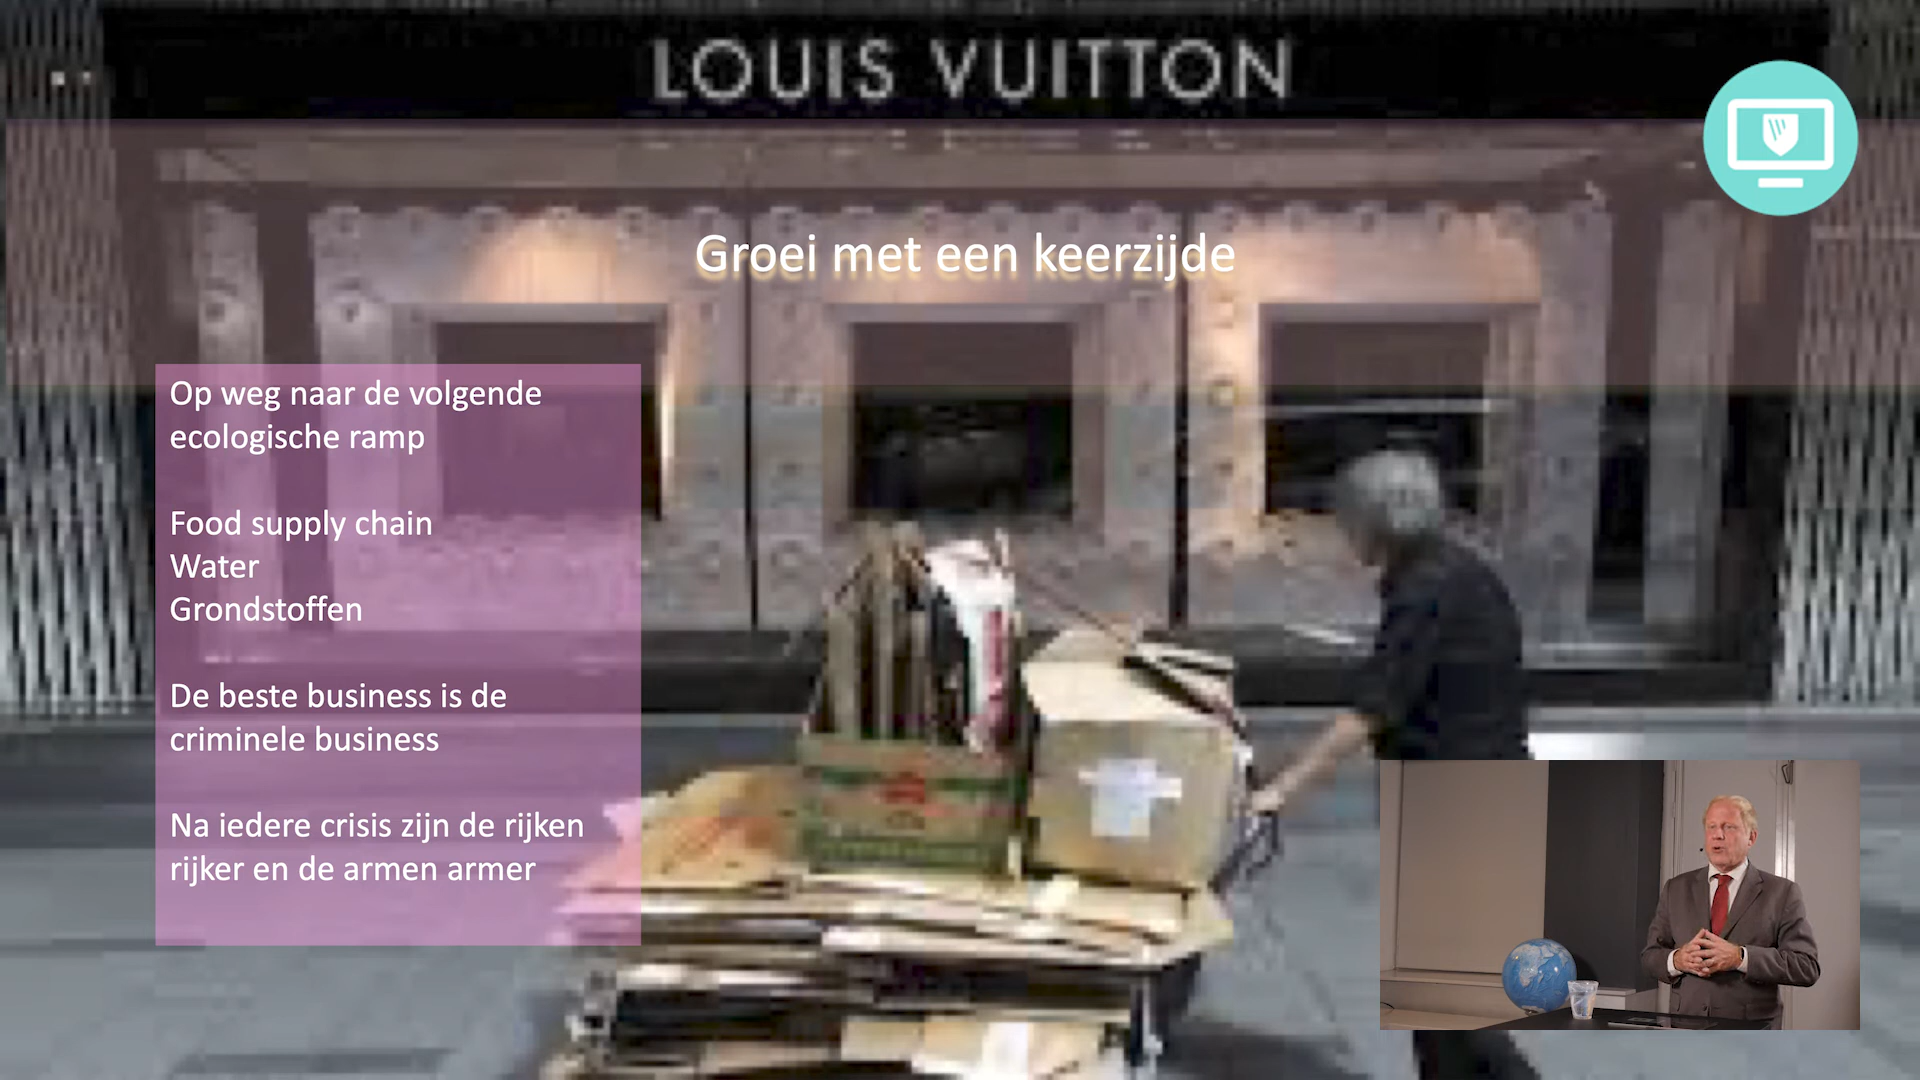 LOUIS VUITTON
Groei met een keerzijde
Op weg naar de volgende
ecologische ramp
Food supply chain
Water
Grondstoffen
De beste business is de
criminele business
Na iedere crisis zijn de rijken
rijker en de armen armer